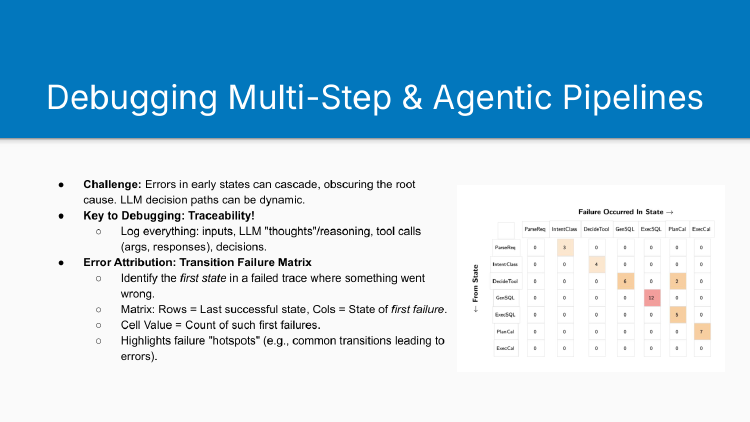 Debugging Multi-Step & Agentic Pipelines
● Challenge: Errors in early states can cascade, obscuring the root
cause. LLM decision paths can be dynamic.
● Key to Debugging: Traceability!
○ Log everything: inputs, LLM "thoughts"/reasoning, tool calls
(args, responses), decisions.
● Error Attribution: Transition Failure Matrix
○ Identify the first state in a failed trace where something went
wrong.
○ Matrix: Rows = Last successful state, Cols = State of first failure.
○ Cell Value = Count of such first failures.
○ Highlights failure "hotspots" (e.g., common transitions leading to
errors).
Failure Occurred In State →
ParseReq IntentClass DecideTool GenSQL ExecSQL PlanCal ExecCal
← From State
ParseReq 0 3 0 0 0 0 0
IntentClass 0 0 4 0 0 0 0
DecideTool 0 0 0 6 0 2 0
GenSQL 0 0 0 0 12 0 0
ExecSQL 0 0 0 0 0 5 0
PlanCal 0 0 0 0 0 0 7
ExecCal 0 0 0 0 0 0 0